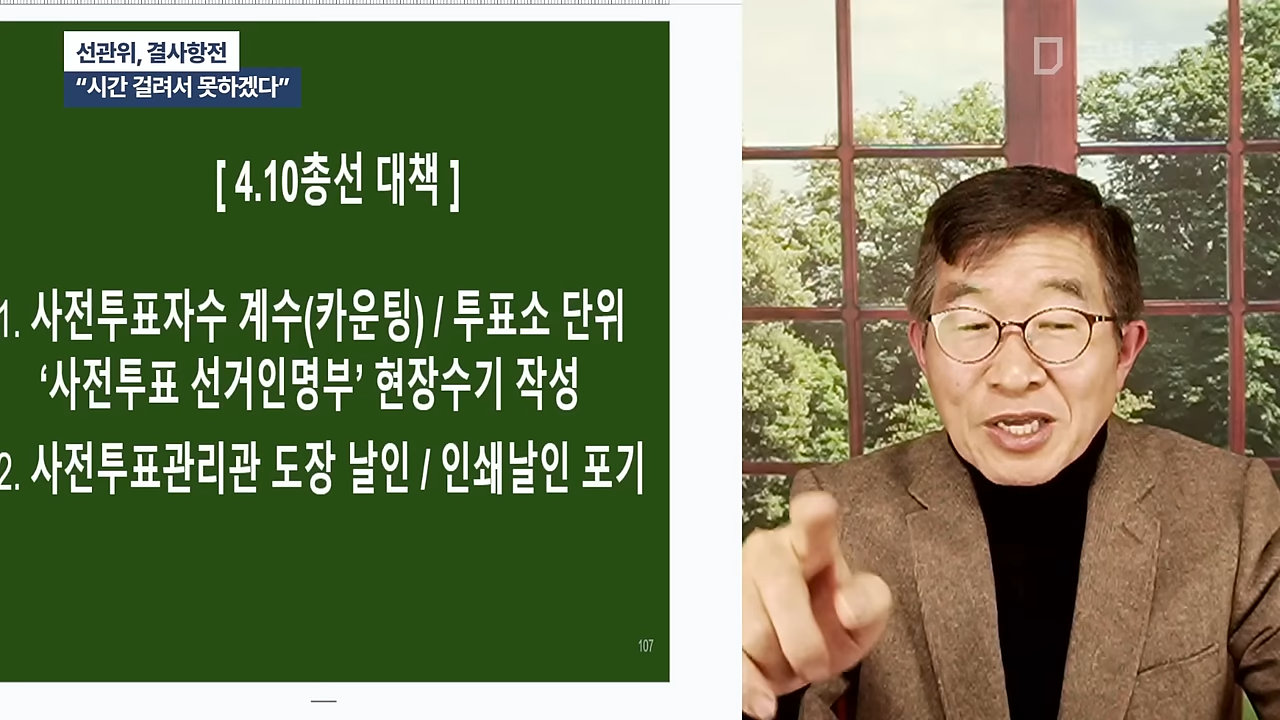 선관위, 결사항전
“시간 걸려서 못하겠다”
[ 4.10총선 대책 ]
1. 사전투표자수 계수(카운팅) / 투표소 단위
‘사전투표 선거인명부’ 현장수기 작성
2. 사전투표관리관 도장 날인 / 인쇄날인 포기
107